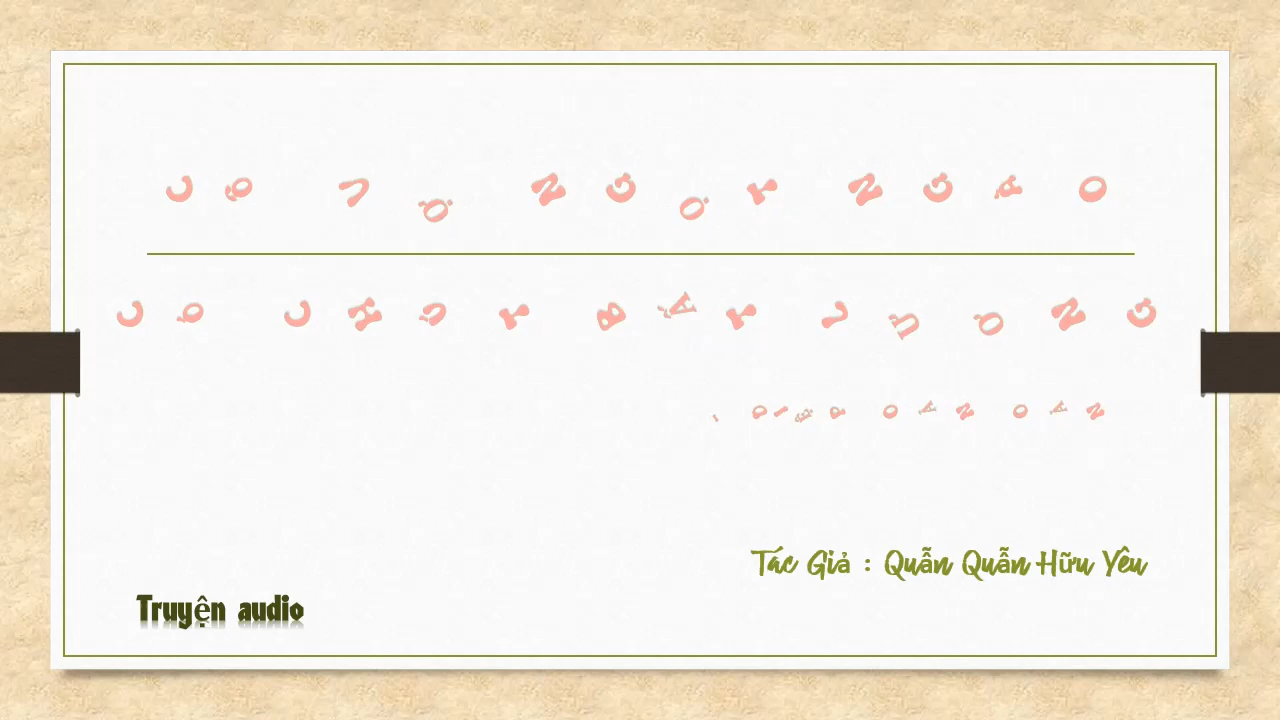 CÔ VỢ NGỌT NGÀO
CÓ CHÚT BẤT LƯƠNG
Tác Giả : Quẫn Quẫn Hữu Yêu
Truyện audio